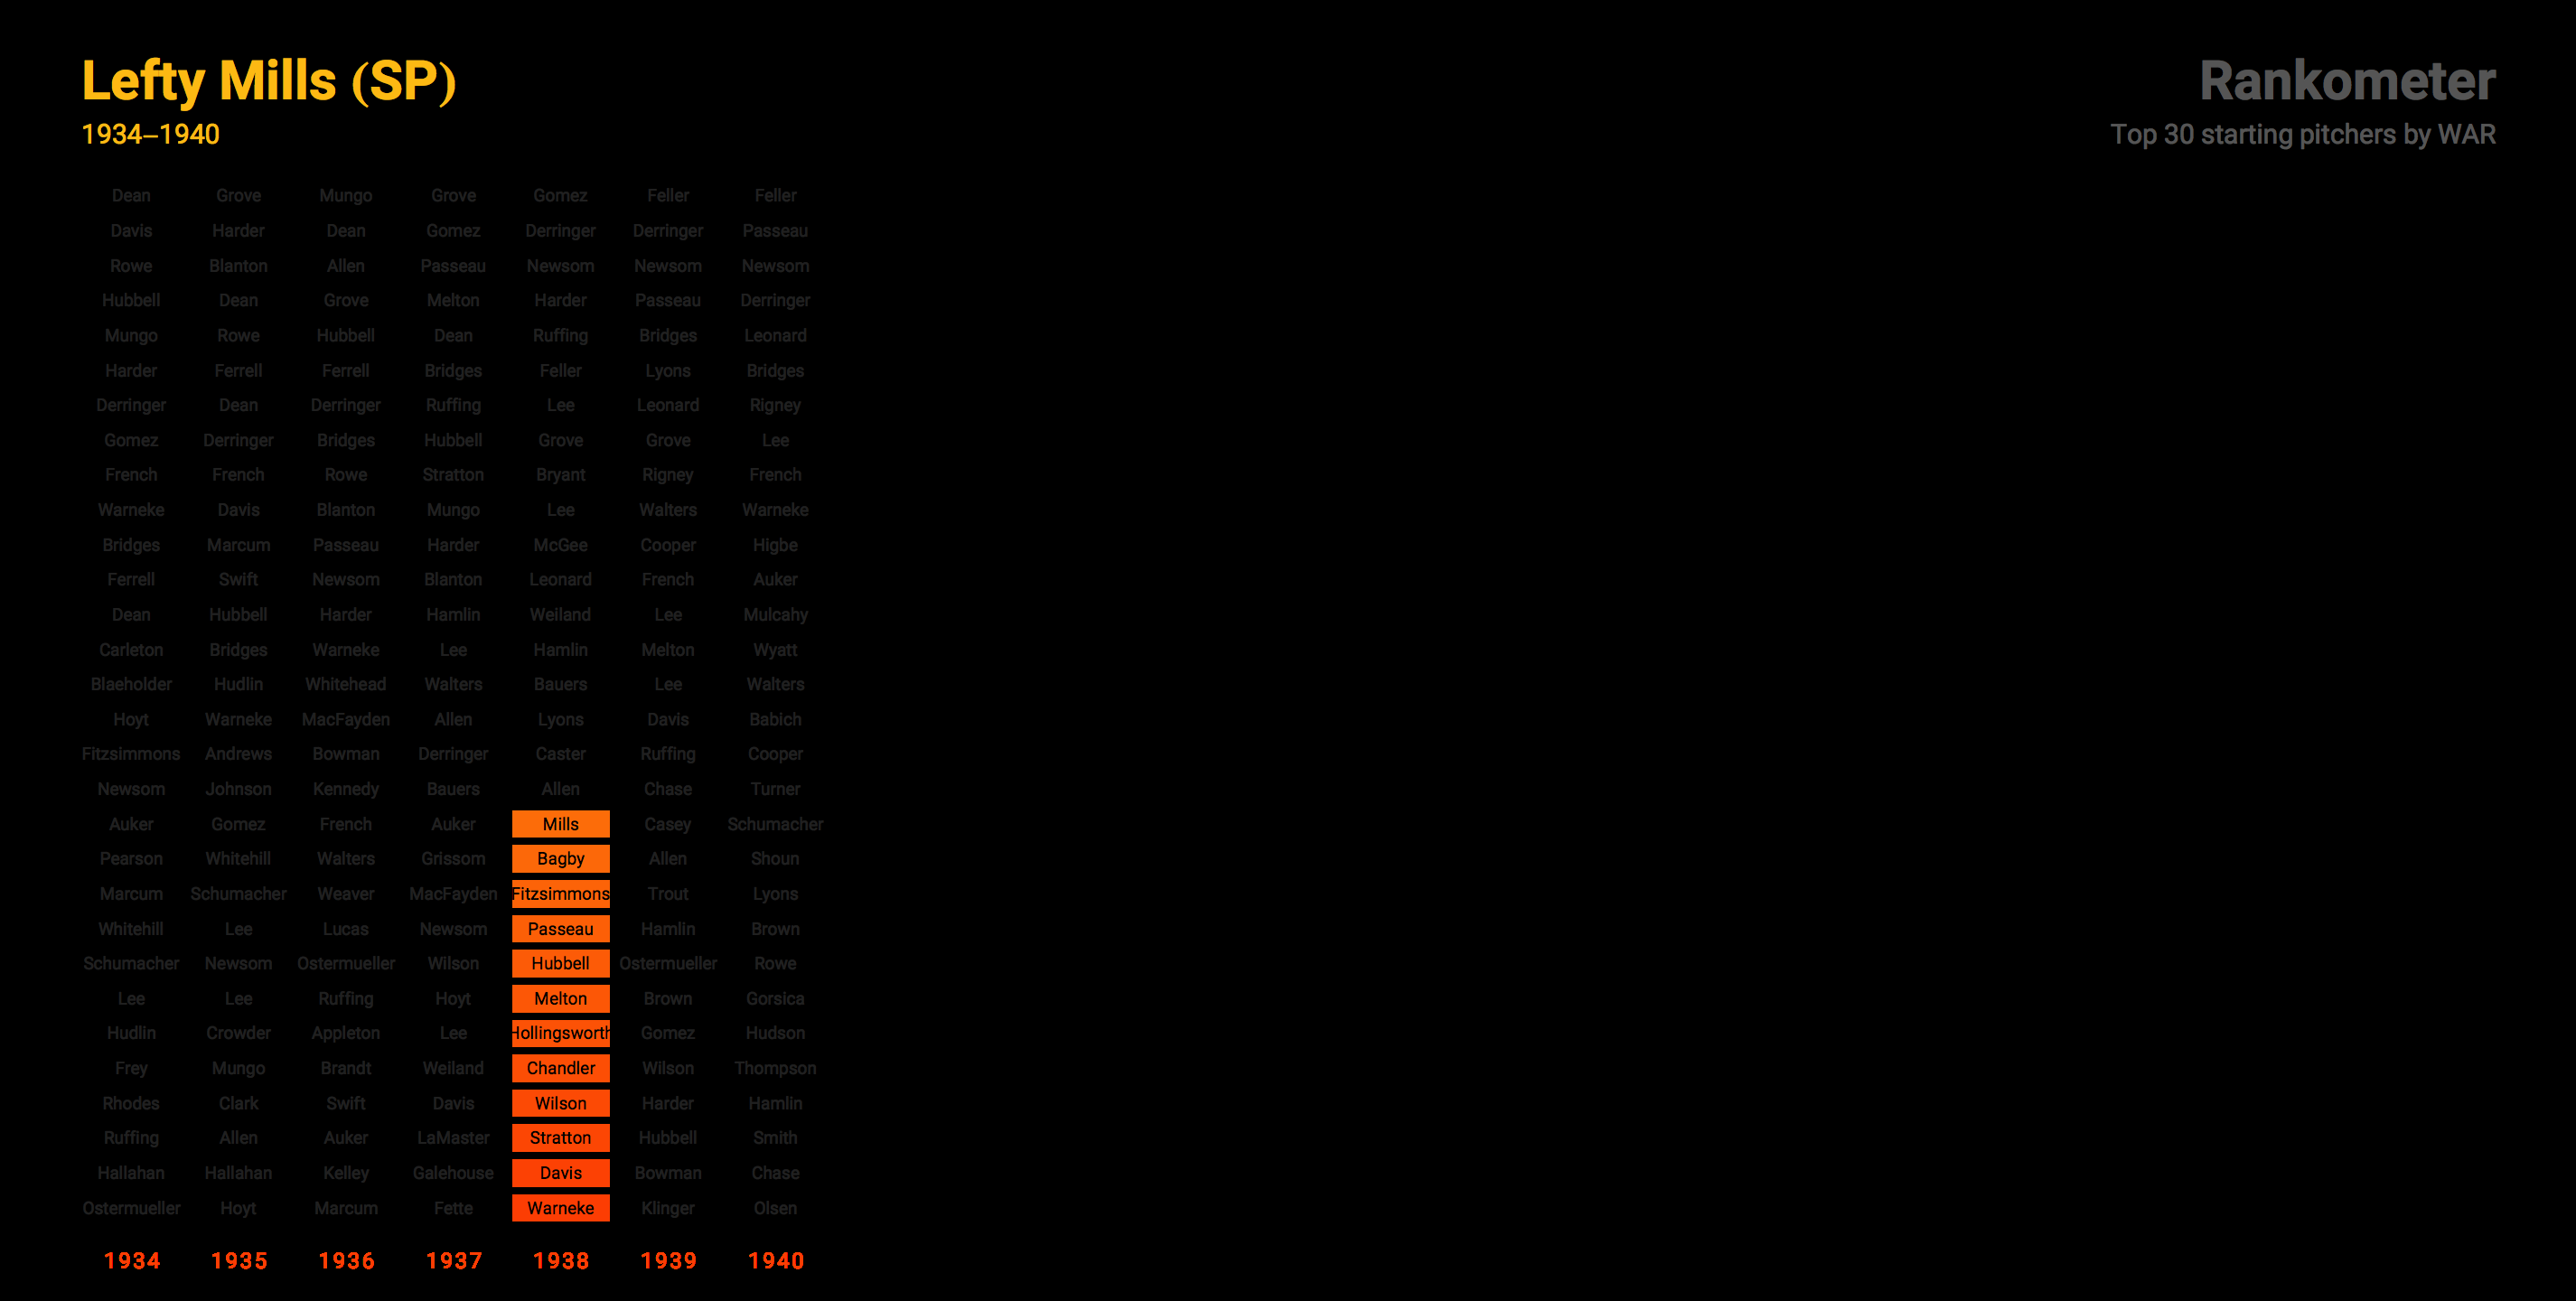 Lefty Mills (SP)
1934–1940
Rankometer
Top 30 starting pitchers by WAR
Dean Grove Mungo Grove Gomez Feller Feller
Davis Harder Dean Gomez Derringer Derringer Passeau
Rowe Blanton Allen Passeau Newsom Newsom Newsom
Hubbell Dean Grove Melton Harder Passeau Derringer
Mungo Rowe Hubbell Dean Ruffing Bridges Leonard
Harder Ferrell Ferrell Bridges Feller Lyons Bridges
Derringer Dean Derringer Ruffing Lee Leonard Rigney
Gomez Derringer Bridges Hubbell Grove Grove Lee
French French Rowe Stratton Bryant Rigney French
Warneke Davis Blanton Mungo Lee Walters Warneke
Bridges Marcum Passeau Harder McGee Cooper Higbe
Ferrell Swift Newsom Blanton Leonard French Auker
Dean Hubbell Harder Hamlin Weiland Lee Mulcahy
Carleton Bridges Warneke Lee Hamlin Melton Wyatt
Blaeholder Hudlin Whitehead Walters Bauers Lee Walters
Hoyt Warneke MacFayden Allen Lyons Davis Babich
Fitzsimmons Andrews Bowman Derringer Caster Ruffing Cooper
Newsom Johnson Kennedy Bauers Allen Chase Turner
Auker Gomez French Auker Mills Casey Schumacher
Pearson Whitehill Walters Grissom Bagby Allen Shoun
Marcum Schumacher Weaver MacFayden Fitzsimmons Trout Lyons
Whitehill Lee Lucas Newsom Passeau Hamlin Brown
Schumacher Newsom Ostermueller Wilson Hubbell Ostermueller Rowe
Lee Lee Ruffing Hoyt Melton Brown Gorsica
Hudlin Crowder Appleton Lee Hollingsworth Gomez Hudson
Frey Mungo Brandt Weiland Chandler Wilson Thompson
Rhodes Clark Swift Davis Wilson Harder Hamlin
Ruffing Allen Auker LaMaster Stratton Hubbell Smith
Hallahan Hallahan Kelley Galehouse Davis Bowman Chase
Ostermueller Hoyt Marcum Fette Warneke Klinger Olsen
1934 1935 1936 1937 1938 1939 1940